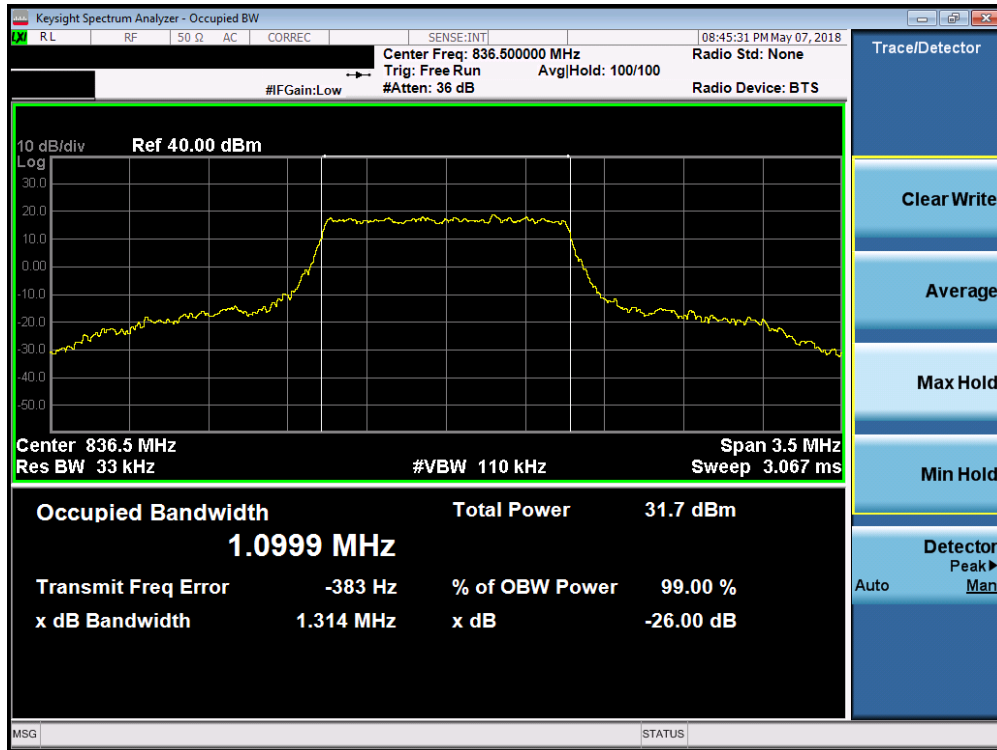 Keysight Spectrum Analyzer - Occupied BW
LXI RL RF 50 Ω AC CORREC SENSE:INT 08:45:31 PM May 07, 2018
Center Freq: 836.500000 MHz Radio Std: None
Trig: Free Run Avg|Hold: 100/100
#IFGain:Low #Atten: 36 dB Radio Device: BTS
10 dB/div Ref 40.00 dBm
Log
30.0
20.0
10.0
0.00
-10.0
-20.0
-30.0
-40.0
-50.0
Center 836.5 MHz Span 3.5 MHz
Res BW 33 kHz #VBW 110 kHz Sweep 3.067 ms
Occupied Bandwidth Total Power 31.7 dBm
1.0999 MHz
Transmit Freq Error -383 Hz % of OBW Power 99.00 %
x dB Bandwidth 1.314 MHz x dB -26.00 dB
MSG STATUS
Trace/Detector
Clear Write
Average
Max Hold
Min Hold
Detector
Peak▶
Auto Man